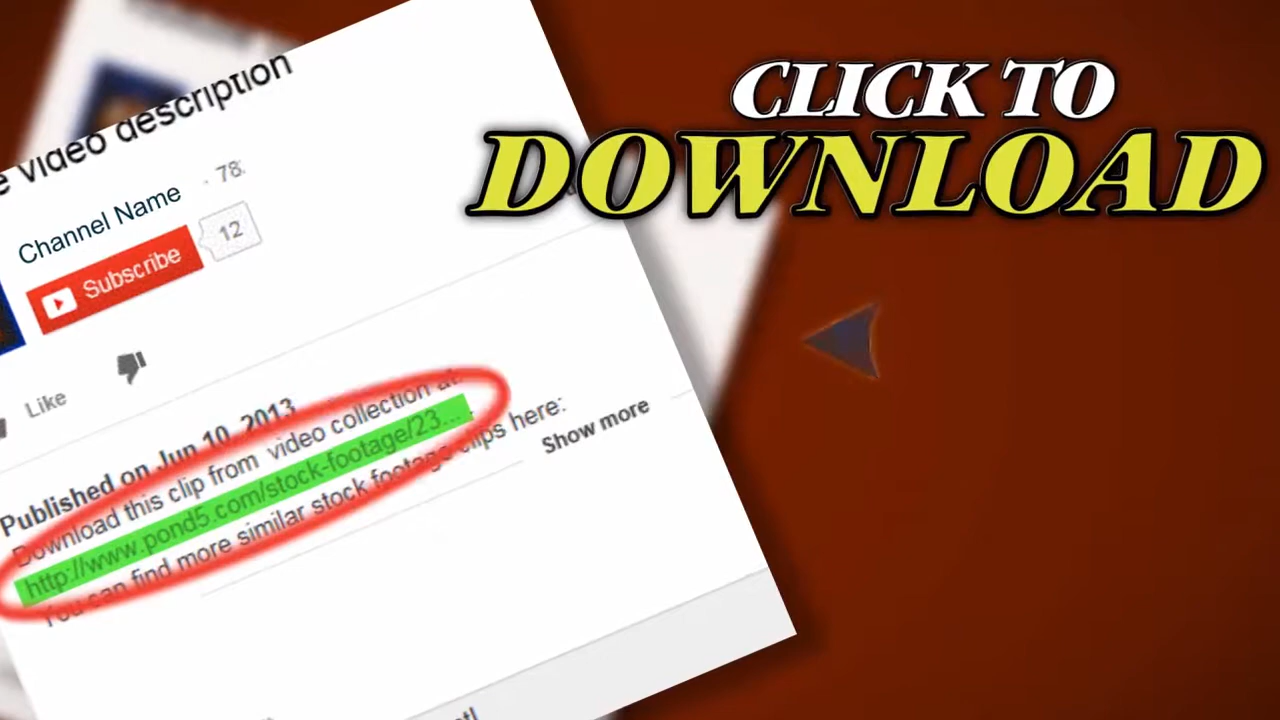 CLICK TO
DOWNLOAD
video description
Channel Name
78
Subscribe
12
Like
Published on Jun 10, 2013
Download this clip from video collection at
http://www.pond5.com/stock-footage/23...
You can find more similar stock footage clips here:
Show more